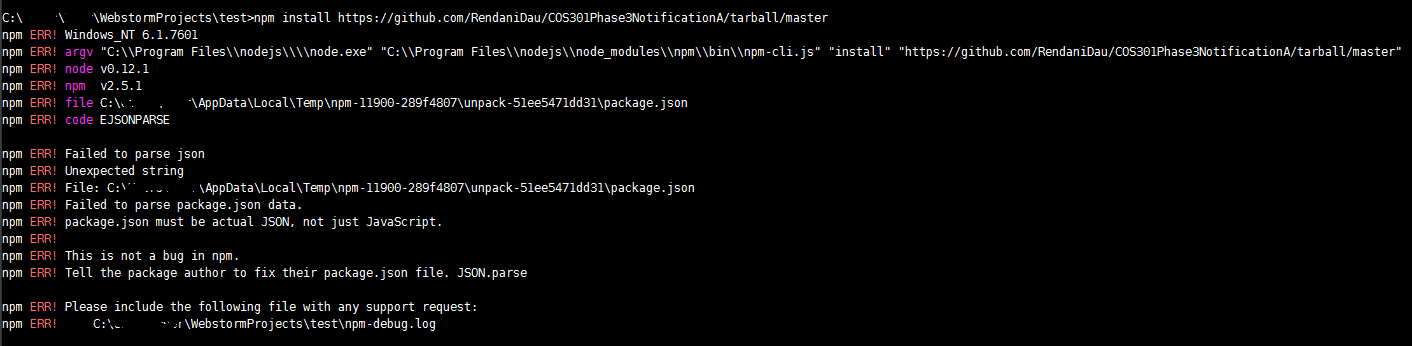 C:\ \ \WebstormProjects\test>npm install https://github.com/RendaniDau/COS301Phase3NotificationA/tarball/master
npm ERR! Windows_NT 6.1.7601
npm ERR! argv "C:\\Program Files\\nodejs\\\\node.exe" "C:\\Program Files\\nodejs\\node_modules\\npm\\bin\\npm-cli.js" "install" "https://github.com/RendaniDau/COS301Phase3NotificationA/tarball/master"
npm ERR! node v0.12.1
npm ERR! npm  v2.5.1
npm ERR! file C:\ \AppData\Local\Temp\npm-11900-289f4807\unpack-51ee5471dd31\package.json
npm ERR! code EJSONPARSE
npm ERR! Failed to parse json
npm ERR! Unexpected string
npm ERR! File: C:\ \AppData\Local\Temp\npm-11900-289f4807\unpack-51ee5471dd31\package.json
npm ERR! Failed to parse package.json data.
npm ERR! package.json must be actual JSON, not just JavaScript.
npm ERR!
npm ERR! This is not a bug in npm.
npm ERR! Tell the package author to fix their package.json file. JSON.parse
npm ERR! Please include the following file with any support request:
npm ERR!     C:\ \WebstormProjects\test\npm-debug.log